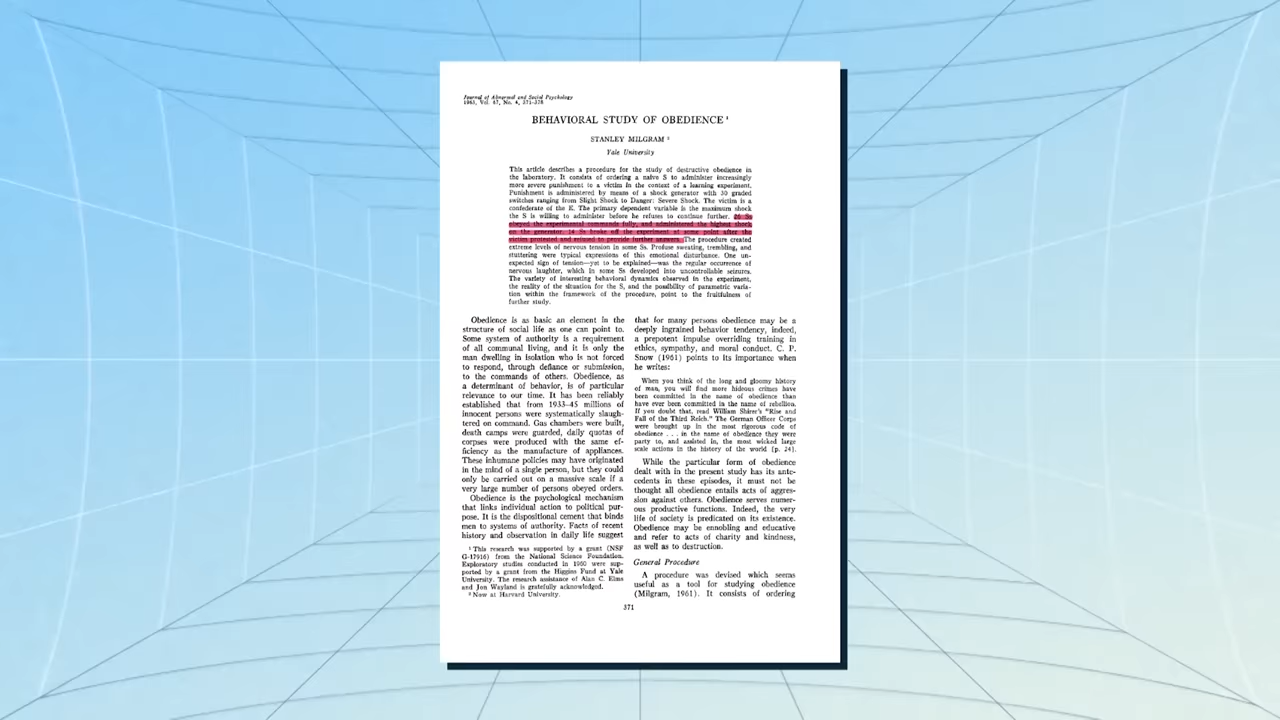 Journal of Abnormal and Social Psychology
1963, Vol. 67, No. 4, 371-378
BEHAVIORAL STUDY OF OBEDIENCE ¹
STANLEY MILGRAM ²
Yale University
This article describes a procedure for the study of destructive obedience in
the laboratory. It consists of ordering a naive S to administer increasingly
more severe punishment to a victim in the context of a learning experiment.
Punishment is administered by means of a shock generator with 30 graded
switches ranging from Slight Shock to Danger: Severe Shock. The victim is a
confederate of the E. The primary dependent variable is the maximum shock
the S is willing to administer before he refuses to continue further. 26 Ss
obeyed the experimental commands fully, and administered the highest shock
on the generator. 14 Ss broke off the experiment at some point after the
victim protested and refused to provide further answers. The procedure created
extreme levels of nervous tension in some Ss. Profuse sweating, trembling, and
stuttering were typical expressions of this emotional disturbance. One un-
expected sign of tension—yet to be explained—was the regular occurrence of
nervous laughter, which in some Ss developed into uncontrollable seizures.
The variety of interesting behavioral dynamics observed in the experiment,
the reality of the situation for the S, and the possibility of parametric varia-
tion within the framework of the procedure, point to the fruitfulness of
further study.
Obedience is as basic an element in the
structure of social life as one can point to.
Some system of authority is a requirement
of all communal living, and it is only the
man dwelling in isolation who is not forced
to respond, through defiance or submission,
to the commands of others. Obedience, as
a determinant of behavior, is of particular
relevance to our time. It has been reliably
established that from 1933–45 millions of
innocent persons were systematically slaugh-
tered on command. Gas chambers were built,
death camps were guarded, daily quotas of
corpses were produced with the same ef-
ficiency as the manufacture of appliances.
These inhumane policies may have originated
in the mind of a single person, but they could
only be carried out on a massive scale if a
very large number of persons obeyed orders.
Obedience is the psychological mechanism
that links individual action to political pur-
pose. It is the dispositional cement that binds
men to systems of authority. Facts of recent
history and observation in daily life suggest
¹ This research was supported by a grant (NSF
G-17916) from the National Science Foundation.
Exploratory studies conducted in 1960 were sup-
ported by a grant from the Higgins Fund at Yale
University. The research assistance of Alan C. Elms
and Jon Wayland is gratefully acknowledged.
² Now at Harvard University.
that for many persons obedience may be a
deeply ingrained behavior tendency, indeed,
a prepotent impulse overriding training in
ethics, sympathy, and moral conduct. C. P.
Snow (1961) points to its importance when
he writes:
When you think of the long and gloomy history
of man, you will find more hideous crimes have
been committed in the name of obedience than
have ever been committed in the name of rebellion.
If you doubt that, read William Shirer's "Rise and
Fall of the Third Reich." The German Officer Corps
were brought up in the most rigorous code of
obedience . . . in the name of obedience they were
party to, and assisted in, the most wicked large
scale actions in the history of the world [p. 24].
While the particular form of obedience
dealt with in the present study has its ante-
cedents in these episodes, it must not be
thought all obedience entails acts of aggres-
sion against others. Obedience serves numer-
ous productive functions. Indeed, the very
life of society is predicated on its existence.
Obedience may be ennobling and educative
and refer to acts of charity and kindness,
as well as to destruction.
General Procedure
A procedure was devised which seems
useful as a tool for studying obedience
(Milgram, 1961). It consists of ordering
371